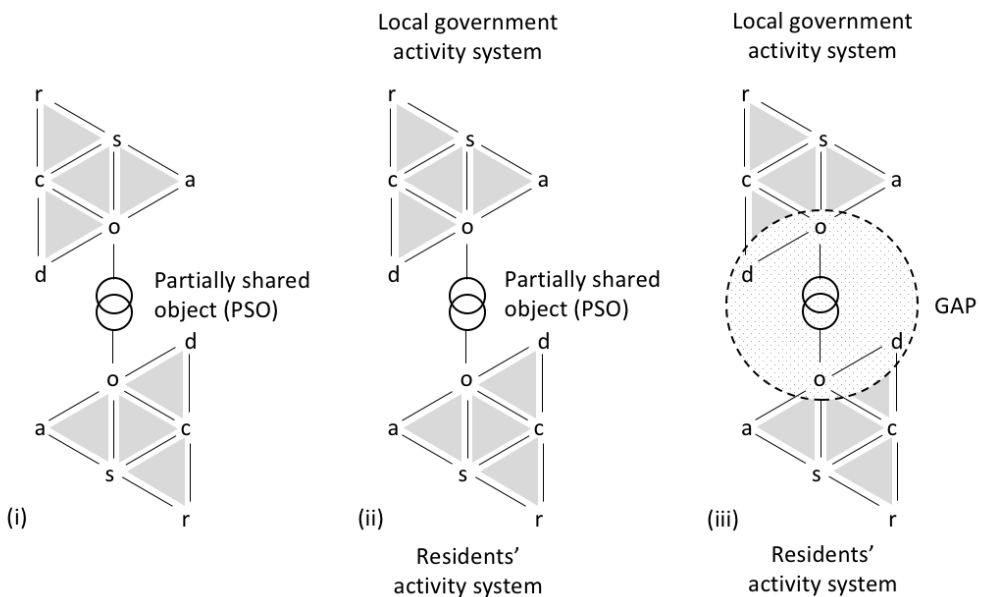 r
s
c
a
o
d
Partially shared
object (PSO)
d
o
a
c
s
r
(i)
Local government
activity system
r
s
c
a
o
d
Partially shared
object (PSO)
d
o
a
c
s
r
(ii)
Residents’
activity system
Local government
activity system
r
s
c
a
o
d
GAP
d
o
a
c
s
r
(iii)
Residents’
activity system